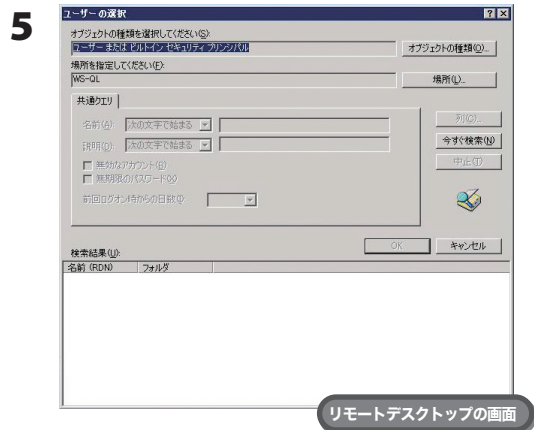 5
ユーザー の選択
オブジェクトの種類を選択してください(S):
ユーザー または ビルトイン セキュリティ プリンシパル
オブジェクトの種類(O)...
場所を指定してください(F):
WS-QL
場所(L)...
共通クエリ
名前(A):
次の文字で始まる
列(C)...
説明(D):
次の文字で始まる
今すぐ検索(N)
無効なアカウント(B)
中止(T)
無期限のパスワード(X)
前回ログオン時からの日数(I):
OK
キャンセル
検索結果(U):
名前 (RDN)
フォルダ
リモートデスクトップの画面